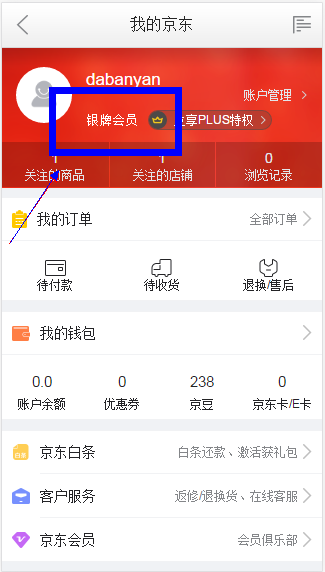 我的京东
dabanyan
账户管理
银牌会员 享PLUS特权
1 1 0
关注的商品 关注的店铺 浏览记录
我的订单 全部订单
待付款 待收货 退换/售后
我的钱包
0.0 0 238 0
账户余额 优惠券 京豆 京东卡/E卡
白条 京东白条 白条还款、激活获礼包
客户服务 返修/退换货、在线客服
京东会员 会员俱乐部